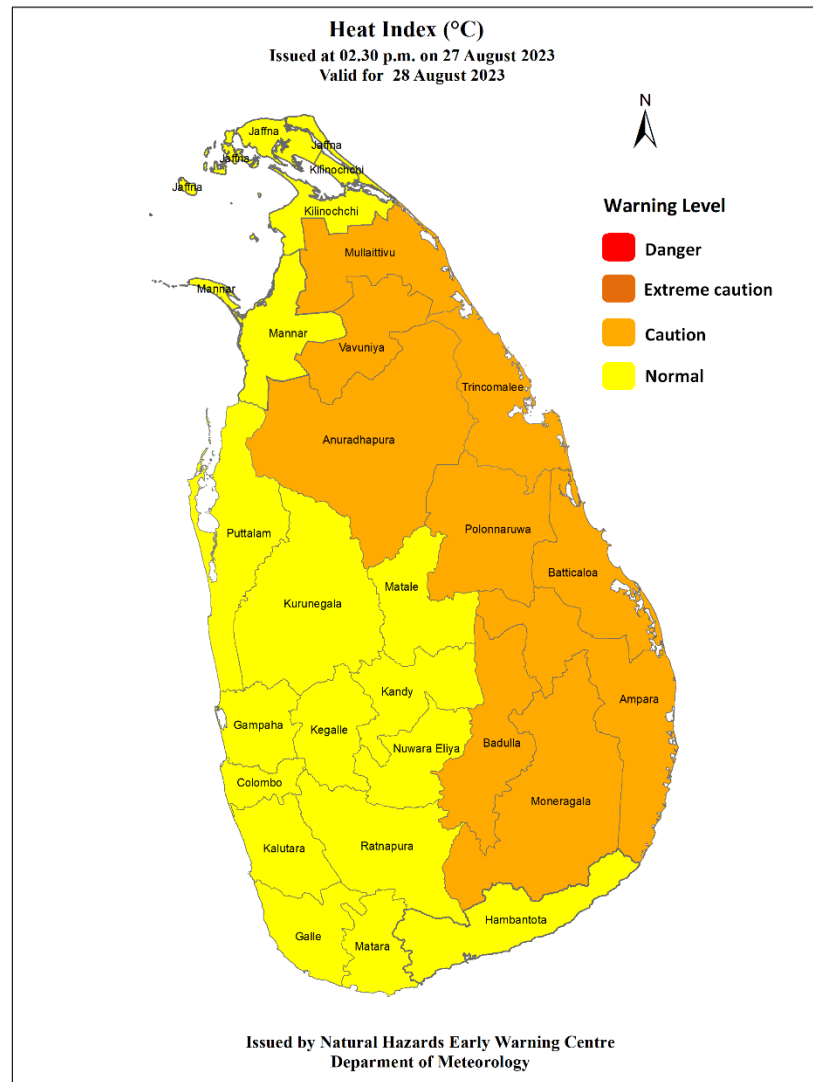 Heat Index (°C)
Issued at 02.30 p.m. on 27 August 2023
Valid for 28 August 2023
N
Jaffna
Jaffna
Jaffna
Kilinochchi
Jaffna
Kilinochchi
Warning Level
Danger
Extreme caution
Caution
Normal
Mullaittivu
Mannar
Mannar
Vavuniya
Trincomalee
Anuradhapura
Puttalam
Polonnaruwa
Batticaloa
Matale
Kurunegala
Kandy
Ampara
Gampaha
Kegalle
Nuwara Eliya
Badulla
Colombo
Moneragala
Kalutara
Ratnapura
Hambantota
Galle
Matara
Issued by Natural Hazards Early Warning Centre
Deparment of Meteorology